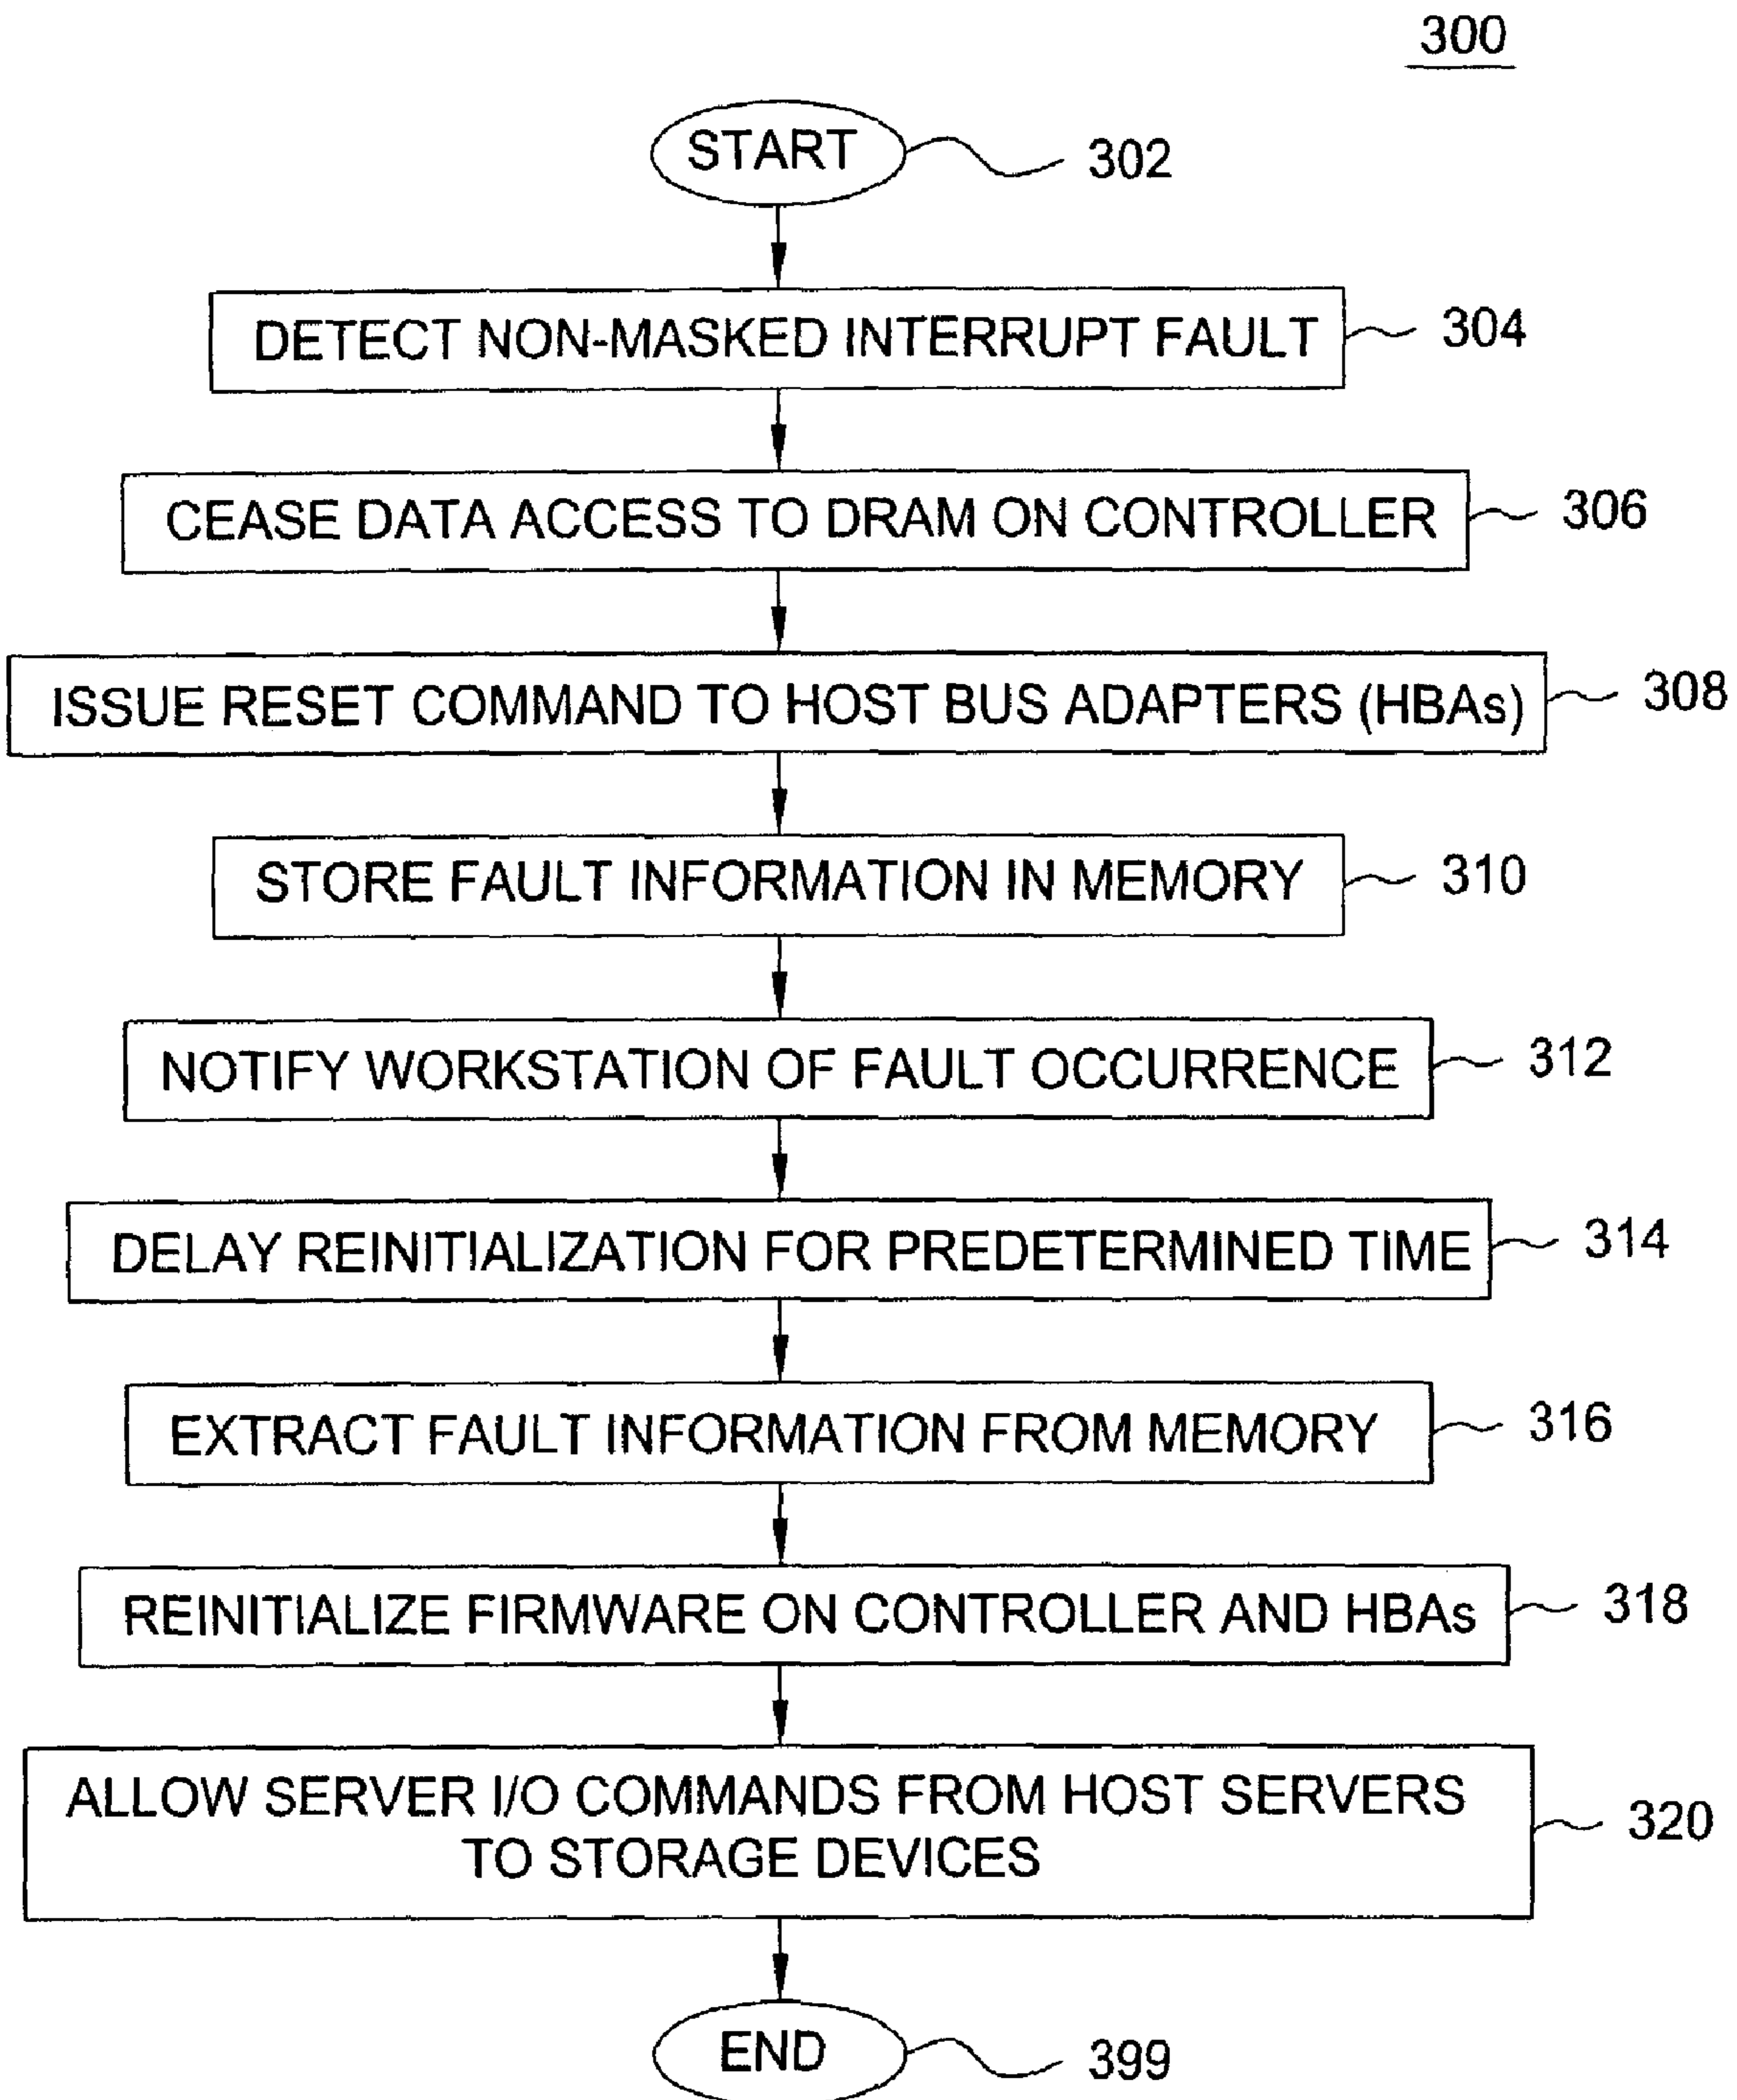 300
START
302
DETECT NON-MASKED INTERRUPT FAULT
304
CEASE DATA ACCESS TO DRAM ON CONTROLLER
306
ISSUE RESET COMMAND TO HOST BUS ADAPTERS (HBAs)
308
STORE FAULT INFORMATION IN MEMORY
310
NOTIFY WORKSTATION OF FAULT OCCURRENCE
312
DELAY REINITIALIZATION FOR PREDETERMINED TIME
314
EXTRACT FAULT INFORMATION FROM MEMORY
316
REINITIALIZE FIRMWARE ON CONTROLLER AND HBAs
318
ALLOW SERVER I/O COMMANDS FROM HOST SERVERS
TO STORAGE DEVICES
320
END
399